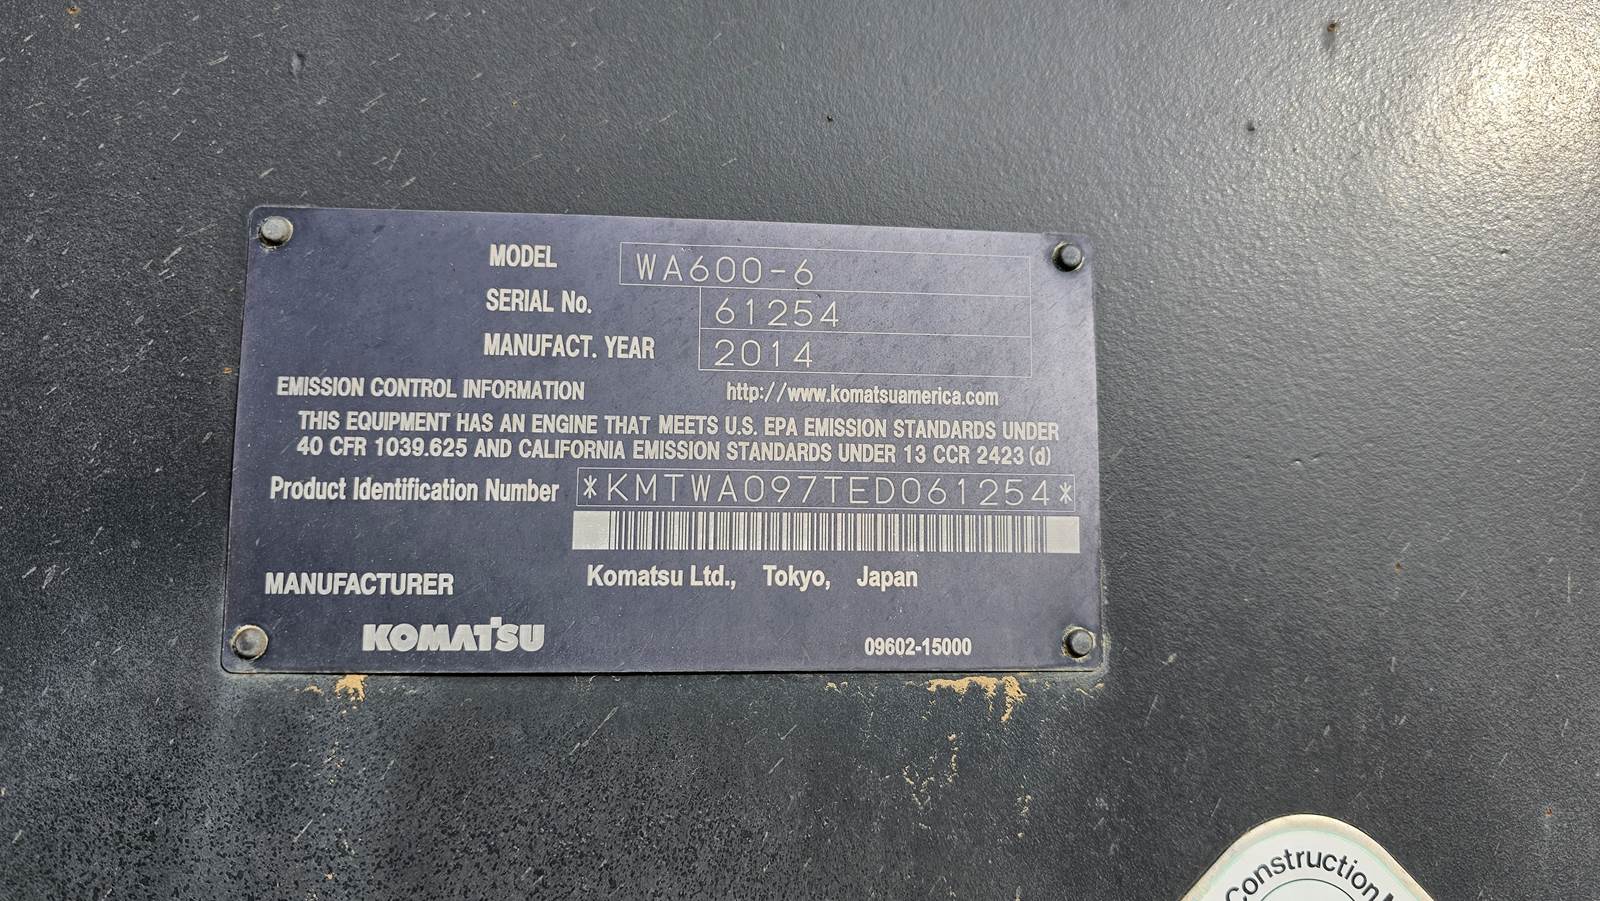 MODEL WA600-6
SERIAL No. 61254
MANUFACT. YEAR 2014
EMISSION CONTROL INFORMATION http://www.komatsuamerica.com
THIS EQUIPMENT HAS AN ENGINE THAT MEETS U.S. EPA EMISSION STANDARDS UNDER
40 CFR 1039.625 AND CALIFORNIA EMISSION STANDARDS UNDER 13 CCR 2423 (d)
Product Identification Number *KMTWA097TED061254*
Komatsu Ltd., Tokyo, Japan
MANUFACTURER
KOMATSU
09602-15000
Construction